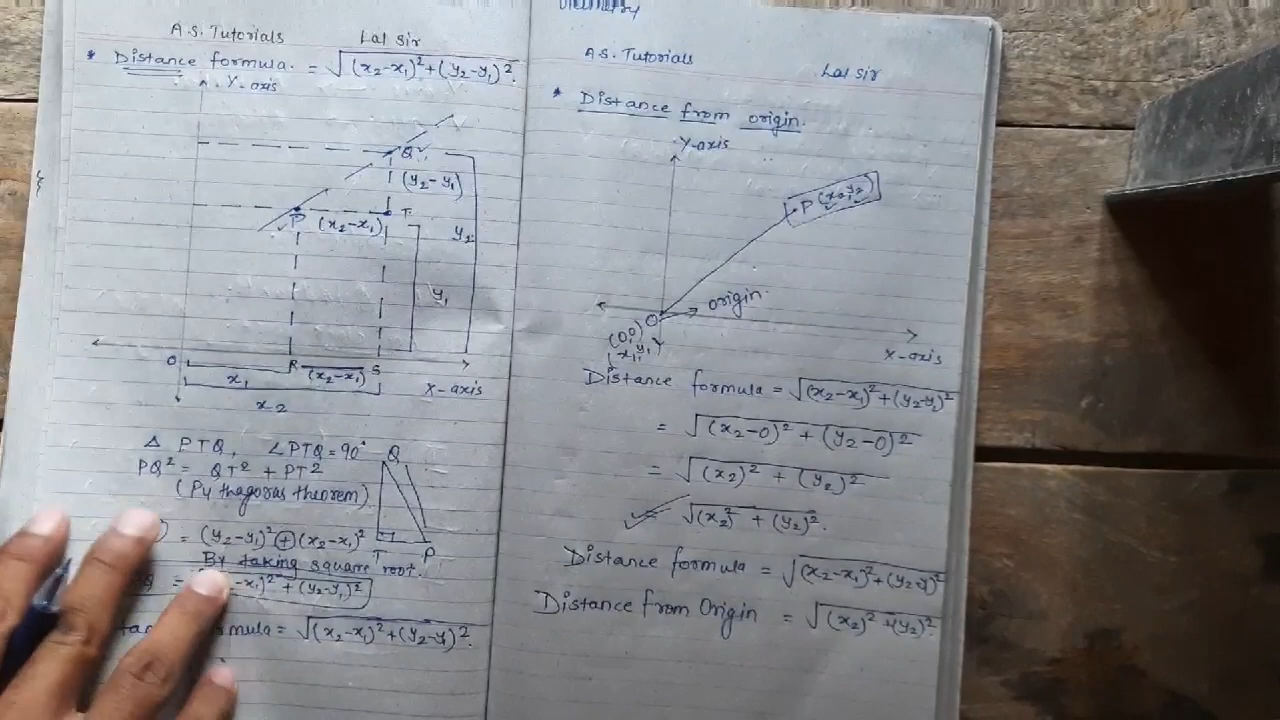 A.S. Tutorials Lal Sir
* Distance formula. = √(x₂-x₁)²+(y₂-y₁)²
Y-axis
Q
(y₂-y₁)
P (x₂-x₁) T
y₂
y₁
O R (x₂-x₁) S
x₁ X-axis
x₂
△ PTQ, ∠PTQ=90° Q
PQ² = QT² + PT²
(Pythagoras theorem)
= (y₂-y₁)²+(x₂-x₁)²
T P
By taking square root.
-x₁)²+(y₂-y₁)²
= √(x₂-x₁)²+(y₂-y₁)².
A.S. Tutorials
Lal sir
* Distance from origin.
Y-axis
P(x₂,y₂)
O origin.
(0,0)
(x₁,y₁)
X-axis
Distance formula = √(x₂-x₁)²+(y₂-y₁)²
= √(x₂-0)²+(y₂-0)²
= √(x₂)²+(y₂)²
= √(x₂)²+(y₂)².
Distance formula = √(x₂-x₁)²+(y₂-y₁)²
Distance from Origin = √(x₂)²+(y₂)².